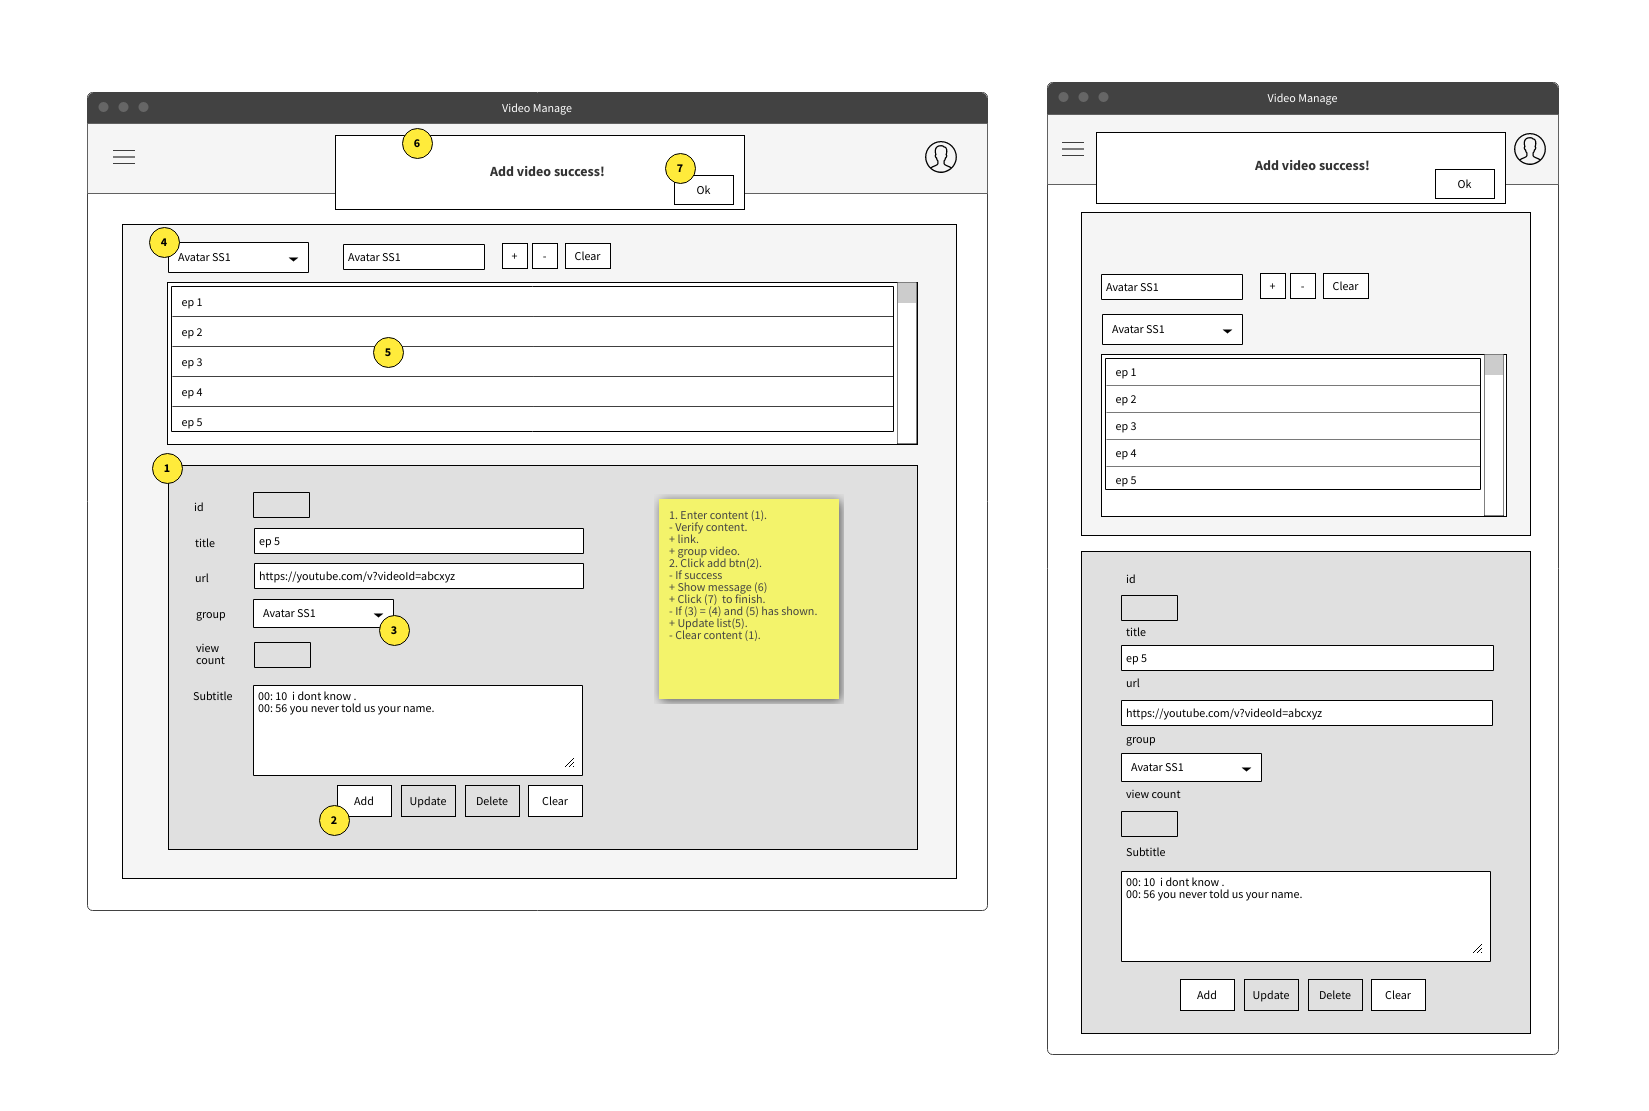 Video Manage
6
Add video success!
7
Ok
4
Avatar SS1
Avatar SS1
+
-
Clear
ep 1
ep 2
5
ep 3
ep 4
ep 5
1
id
title
ep 5
url
https://youtube.com/v?videoId=abcxyz
group
Avatar SS1
3
view
count
Subtitle
00: 10  i dont know .
00: 56 you never told us your name.
Add
Update
Delete
Clear
2
1. Enter content (1).
- Verify content.
+ link.
+ group video.
2. Click add btn(2).
- If success
+ Show message (6)
+ Click (7)  to finish.
- If (3) = (4) and (5) has shown.
+ Update list(5).
- Clear content (1).
Video Manage
Add video success!
Ok
Avatar SS1
+
-
Clear
Avatar SS1
ep 1
ep 2
ep 3
ep 4
ep 5
id
title
ep 5
url
https://youtube.com/v?videoId=abcxyz
group
Avatar SS1
view count
Subtitle
00: 10  i dont know .
00: 56 you never told us your name.
Add
Update
Delete
Clear